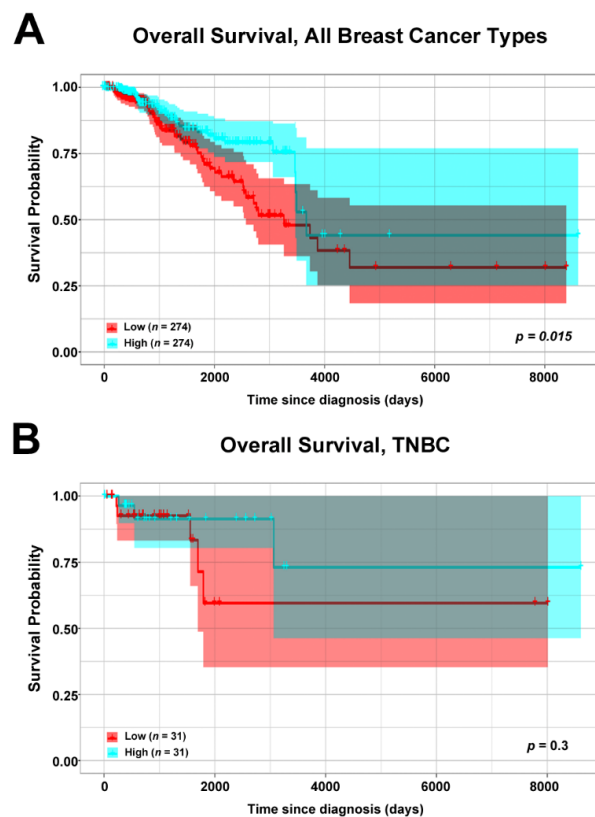 A
Overall Survival, All Breast Cancer Types
1.00
0.75
0.50
0.25
0.00
Survival Probability
Low (n = 274)
High (n = 274)
p = 0.015
0
2000
4000
6000
8000
Time since diagnosis (days)
B
Overall Survival, TNBC
1.00
0.75
0.50
0.25
0.00
Survival Probability
Low (n = 31)
High (n = 31)
p = 0.3
0
2000
4000
6000
8000
Time since diagnosis (days)